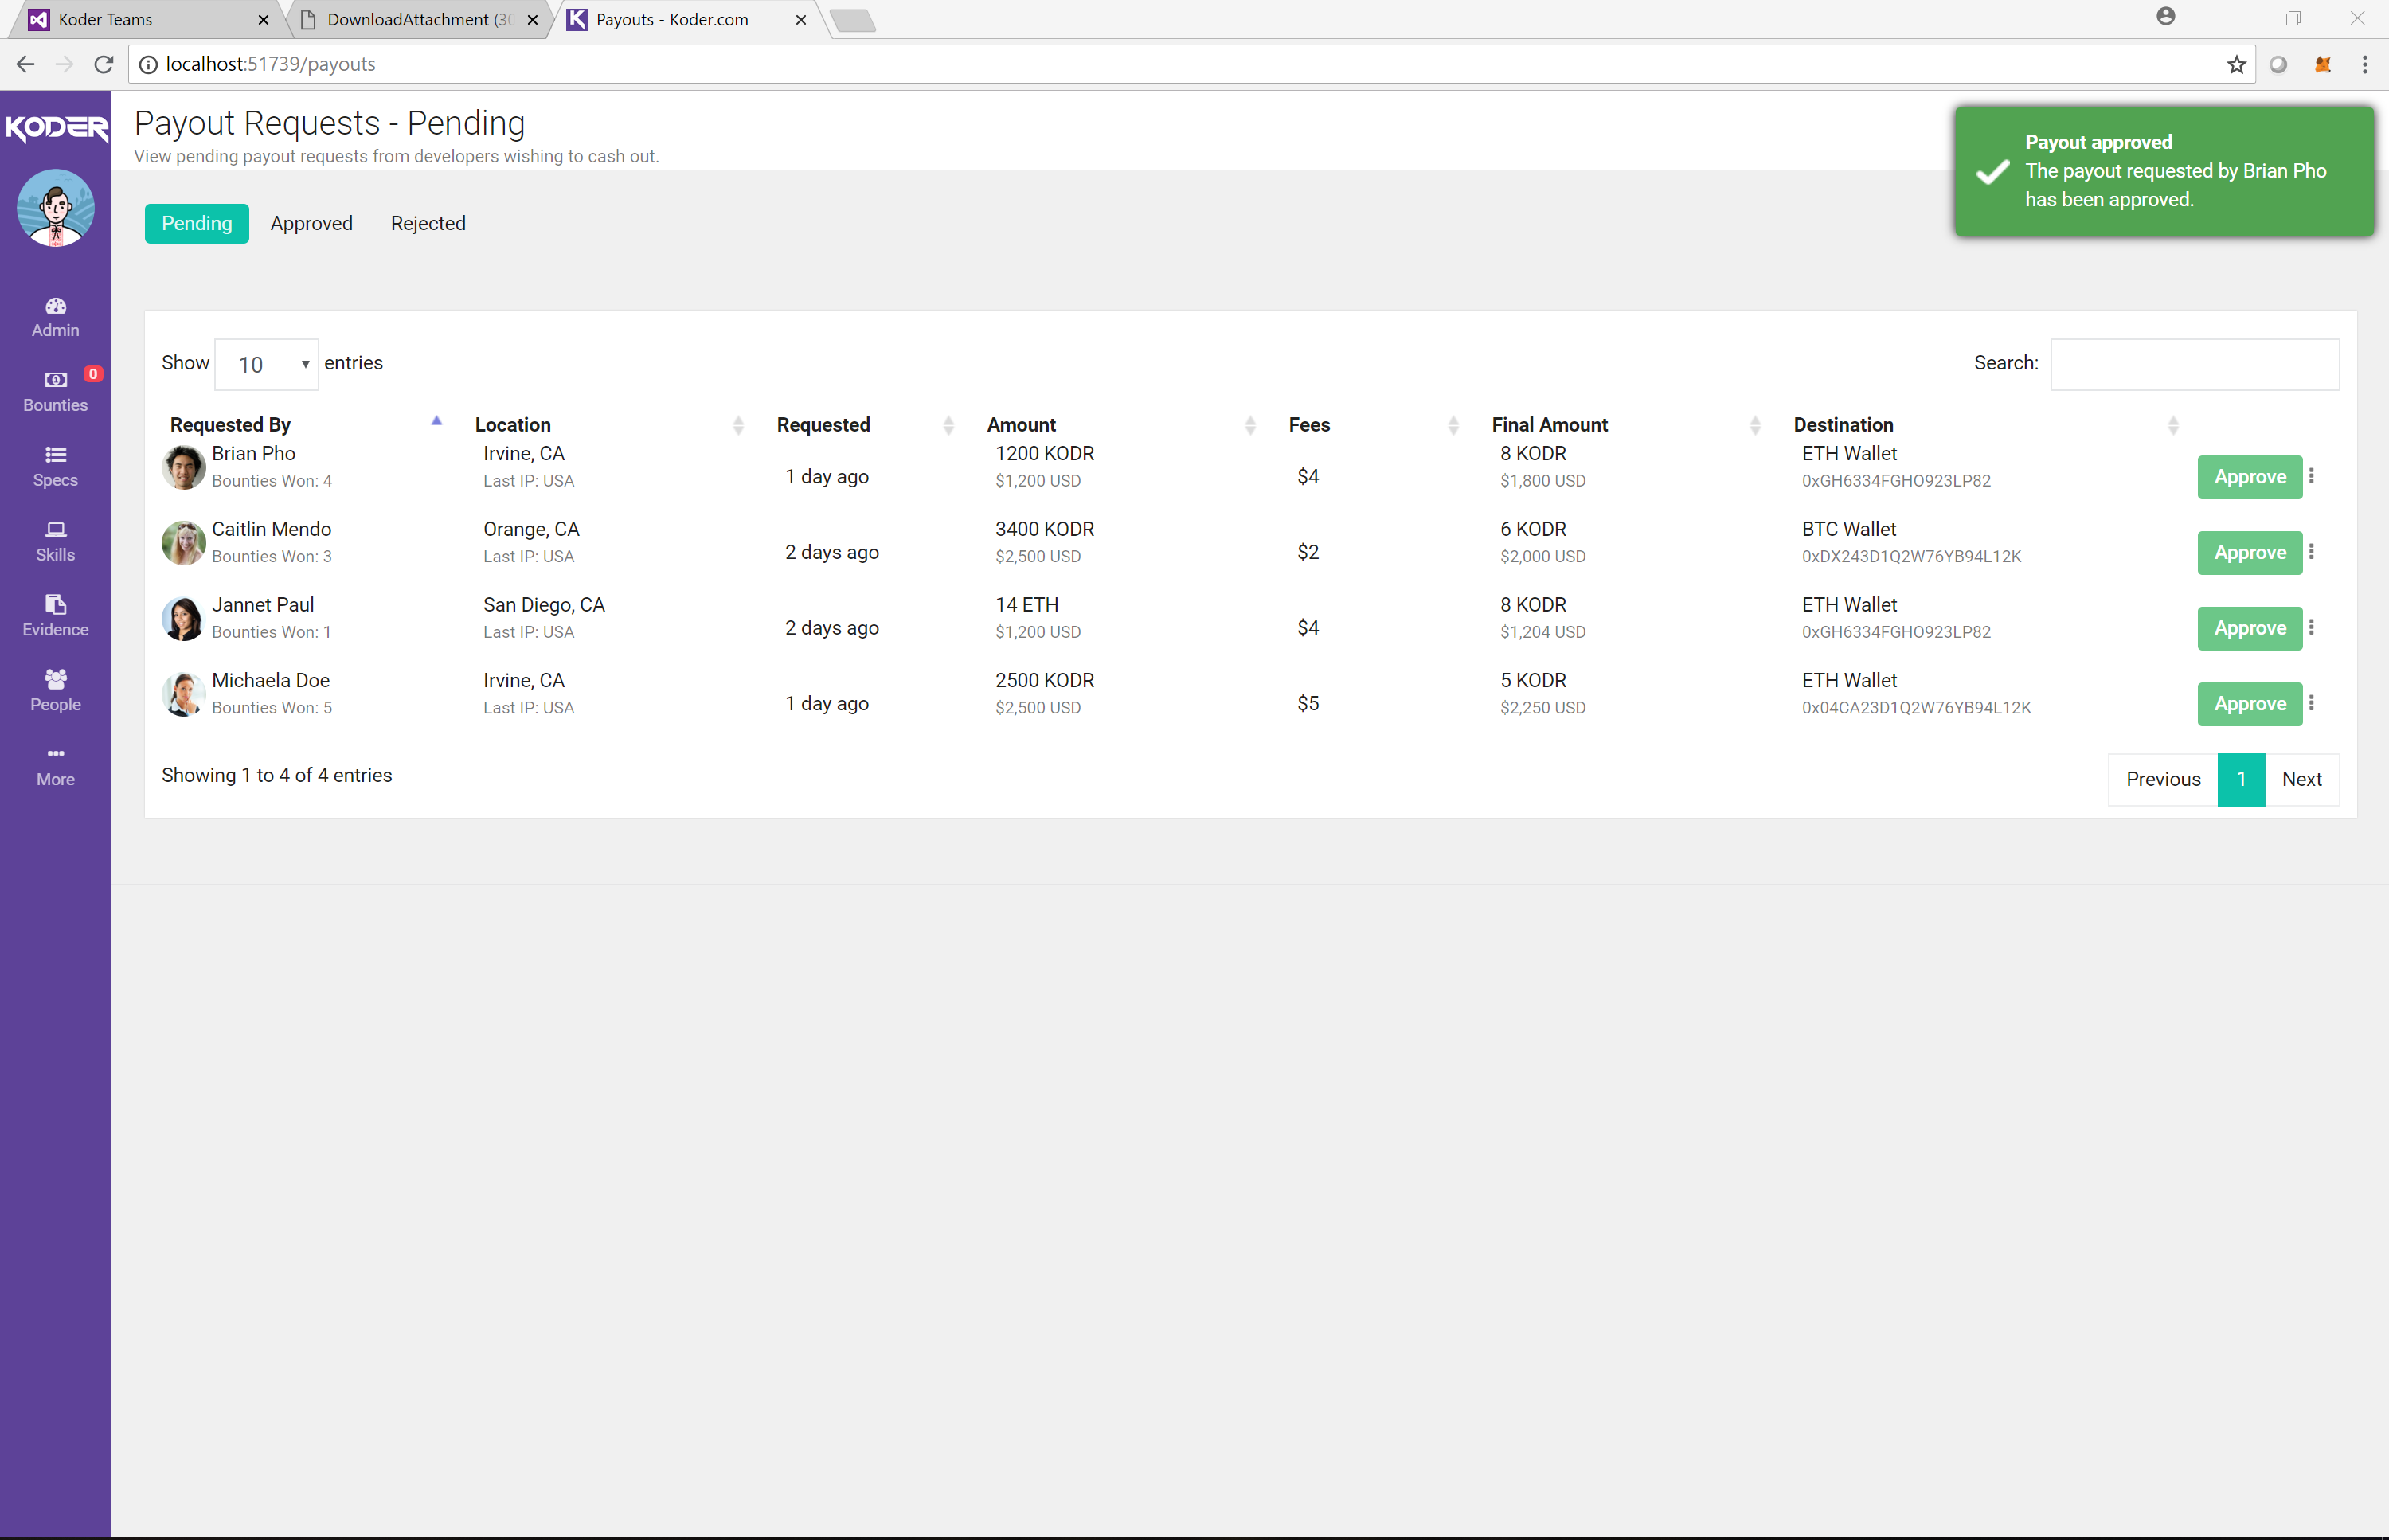 Koder Teams
DownloadAttachment (30
Payouts - Koder.com
localhost:51739/payouts
KODER
Payout Requests - Pending
View pending payout requests from developers wishing to cash out.
Payout approved
The payout requested by Brian Pho
has been approved.
Pending Approved Rejected
Admin
0
Bounties
Specs
Skills
Evidence
People
More
Show 10 entries
Search:
Requested By Location Requested Amount Fees Final Amount Destination
Brian Pho Irvine, CA 1200 KODR 8 KODR ETH Wallet
1 day ago $4 Approve
Bounties Won: 4 Last IP: USA $1,200 USD $1,800 USD 0xGH6334FGHO923LP82
Caitlin Mendo Orange, CA 3400 KODR 6 KODR BTC Wallet
2 days ago $2 Approve
Bounties Won: 3 Last IP: USA $2,500 USD $2,000 USD 0xDX243D1Q2W76YB94L12K
Jannet Paul San Diego, CA 14 ETH 8 KODR ETH Wallet
2 days ago $4 Approve
Bounties Won: 1 Last IP: USA $1,200 USD $1,204 USD 0xGH6334FGHO923LP82
Michaela Doe Irvine, CA 2500 KODR 5 KODR ETH Wallet
1 day ago $5 Approve
Bounties Won: 5 Last IP: USA $2,500 USD $2,250 USD 0x04CA23D1Q2W76YB94L12K
Showing 1 to 4 of 4 entries
Previous 1 Next